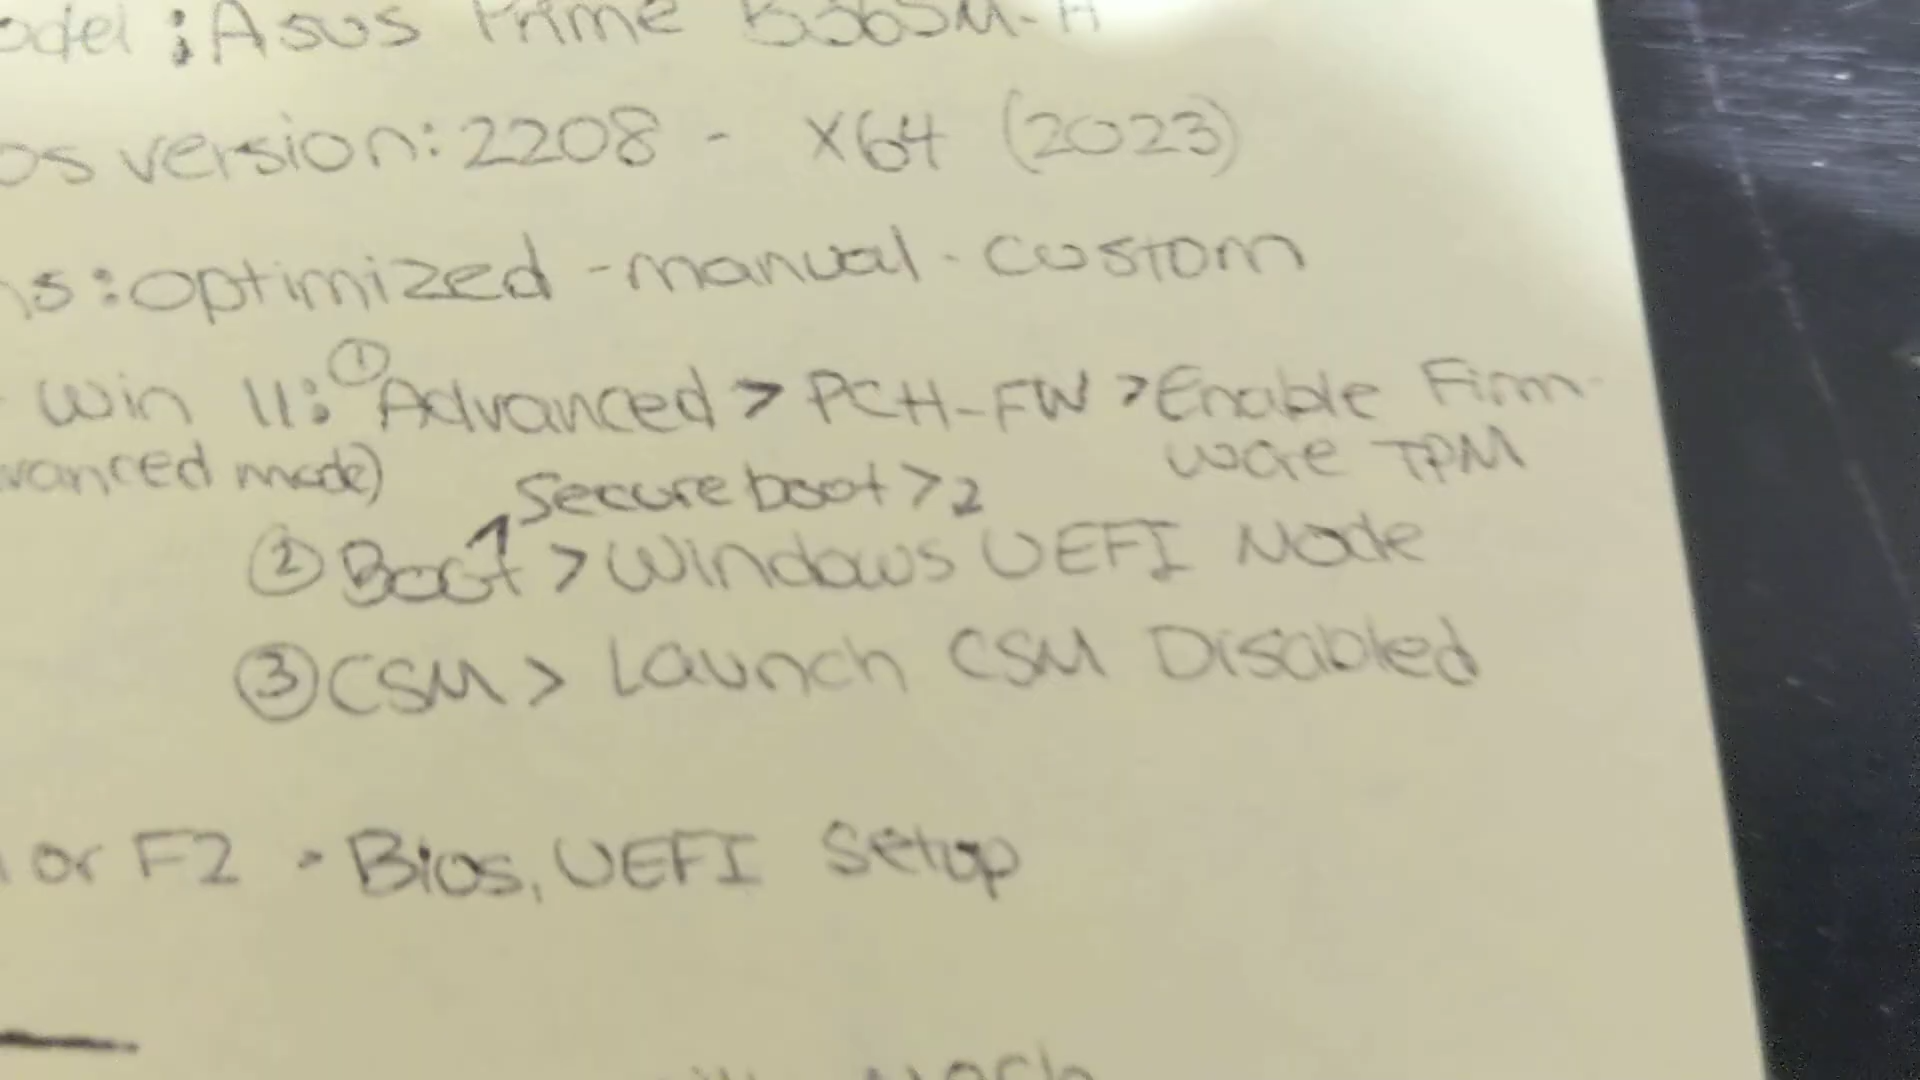 odel: Asus Prime B365M-A
os version: 2208 - X64 (2023)
ns: optimized - manual - custom
Win 11: ① Advanced > PCH-FW > Enable Firm-
ware TPM
vanced mode)
Secure boot > 2
② Boot > Windows UEFI Mode
③ CSM > Launch CSM Disabled
or F2 - Bios, UEFI Setup